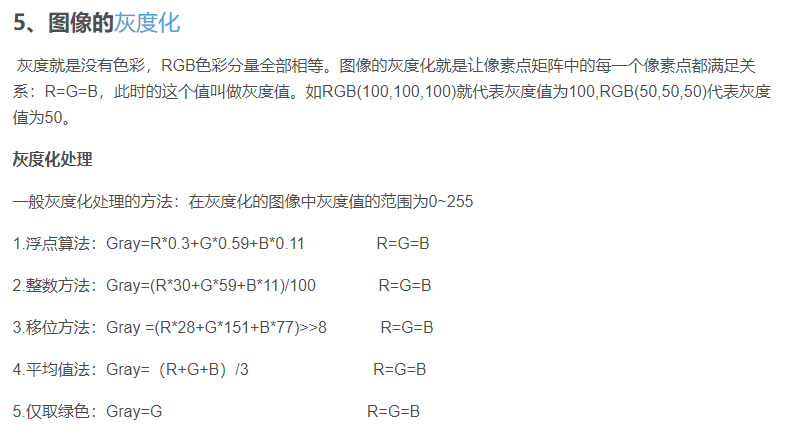 5、图像的灰度化
灰度就是没有色彩，RGB色彩分量全部相等。图像的灰度化就是让像素点矩阵中的每一个像素点都满足关
系：R=G=B，此时的这个值叫做灰度值。如RGB(100,100,100)就代表灰度值为100,RGB(50,50,50)代表灰度
值为50。
灰度化处理
一般灰度化处理的方法：在灰度化的图像中灰度值的范围为0~255
1.浮点算法：Gray=R*0.3+G*0.59+B*0.11 R=G=B
2.整数方法：Gray=(R*30+G*59+B*11)/100 R=G=B
3.移位方法：Gray =(R*28+G*151+B*77)>>8 R=G=B
4.平均值法：Gray=（R+G+B）/3 R=G=B
5.仅取绿色：Gray=G R=G=B